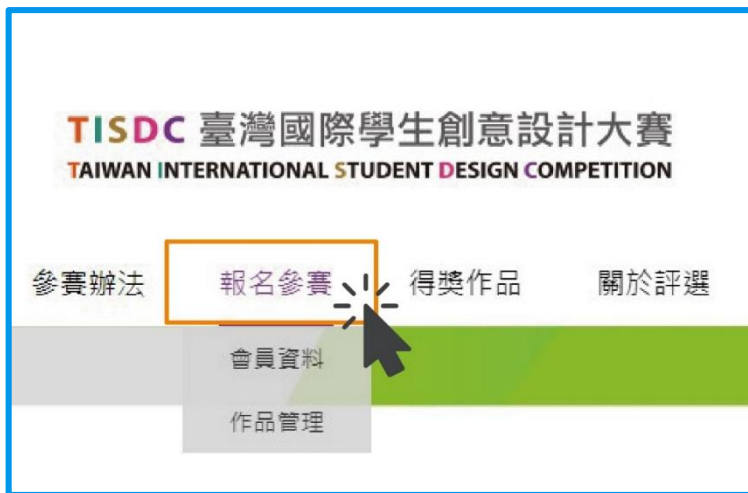 TISDC 臺灣國際學生創意設計大賽
TAIWAN INTERNATIONAL STUDENT DESIGN COMPETITION
參賽辦法 報名參賽 得獎作品 關於評選
會員資料
作品管理